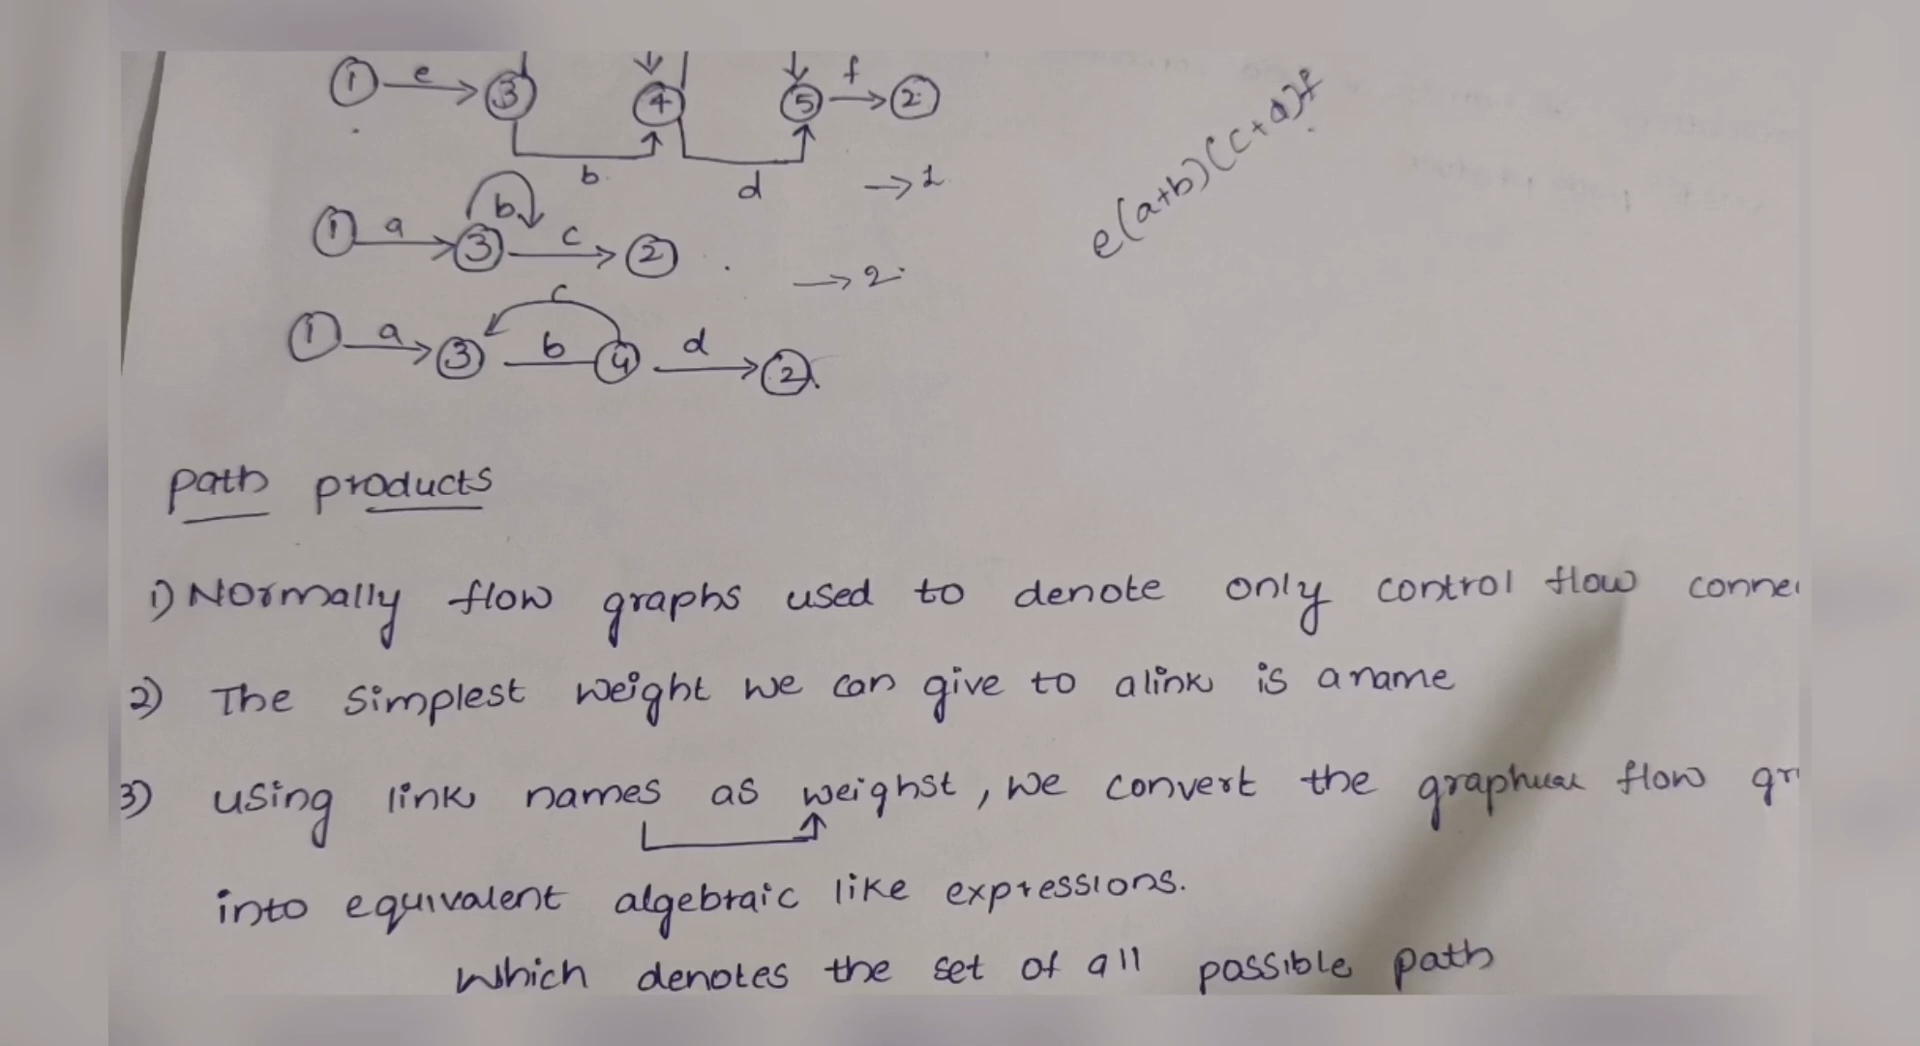 1 e 3 4 5 f 2
b d → 1
e(a+b)(c+d)f
b
1 a 3 c 2
→ 2
c
1 a 3 b 4 d 2
path products
1) Normally flow graphs used to denote only control flow conne
2) The simplest weight we can give to a link is a name
3) using link names as weighst, we convert the flow gr
into equivalent algebraic like expressions.
which denotes the set of all possible path